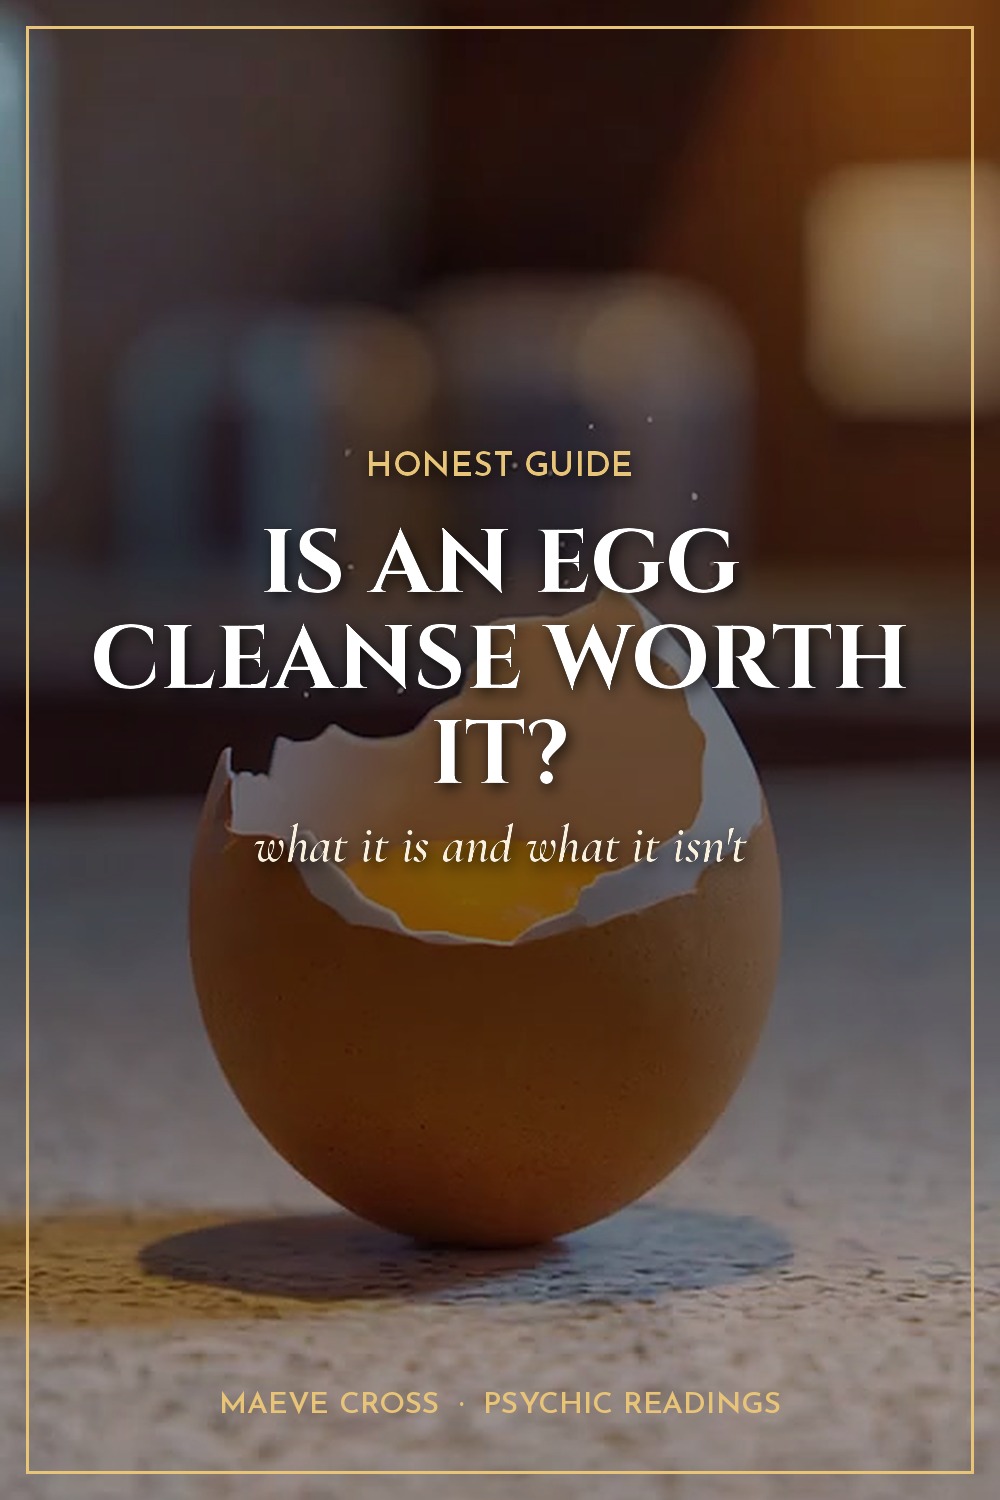 HONEST GUIDE
IS AN EGG
CLEANSE WORTH
IT?
what it is and what it isn't
MAEVE CROSS · PSYCHIC READINGS